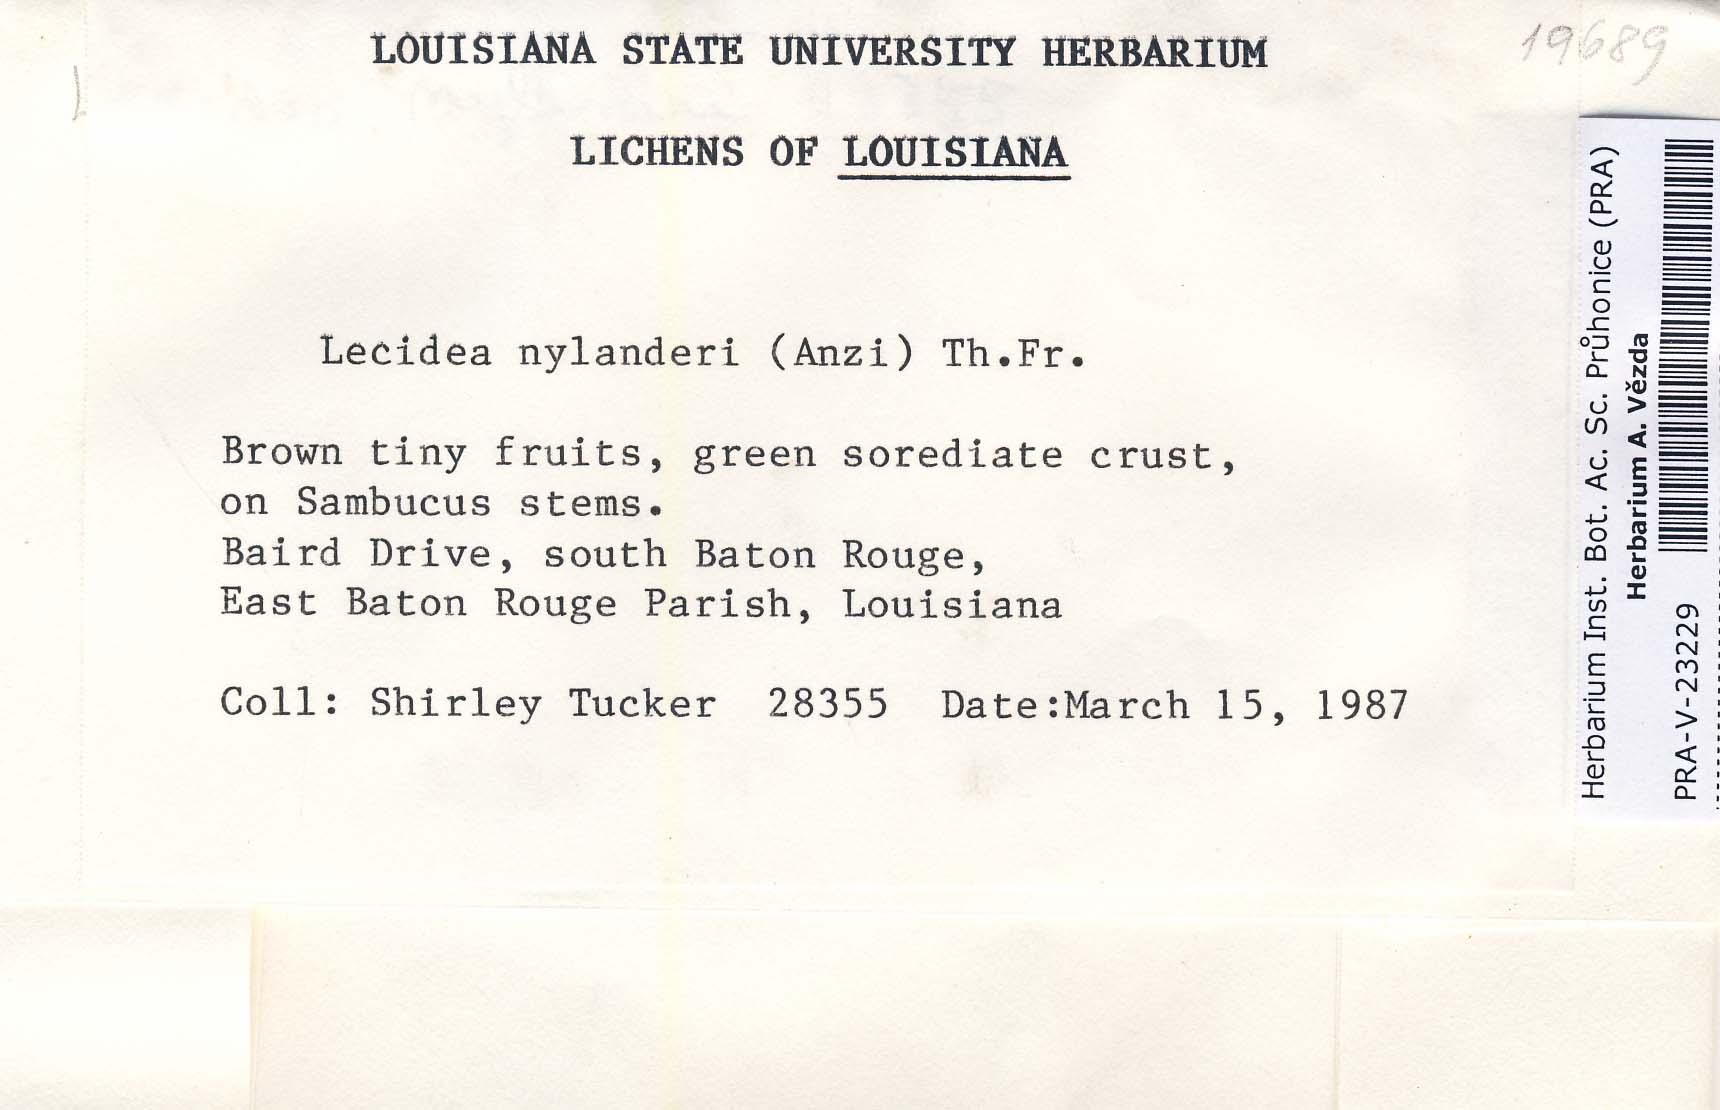 LOUISIANA STATE UNIVERSITY HERBARIUM
19689
LICHENS OF LOUISIANA
Lecidea nylanderi (Anzi) Th.Fr.
Brown tiny fruits, green sorediate crust,
on Sambucus stems.
Baird Drive, south Baton Rouge,
East Baton Rouge Parish, Louisiana
Coll: Shirley Tucker 28355 Date:March 15, 1987
Herbarium Inst. Bot. Ac. Sc. Průhonice (PRA)
Herbarium A. Vězda
PRA-V-23229